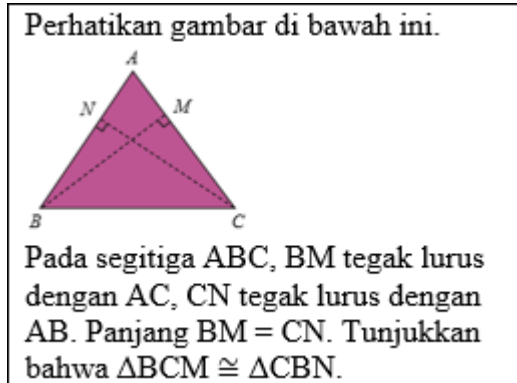 Perhatikan gambar di bawah ini.
A
N
M
B
C
Pada segitiga ABC, BM tegak lurus
dengan AC, CN tegak lurus dengan
AB. Panjang BM = CN. Tunjukkan
bahwa ΔBCM ≅ ΔCBN.